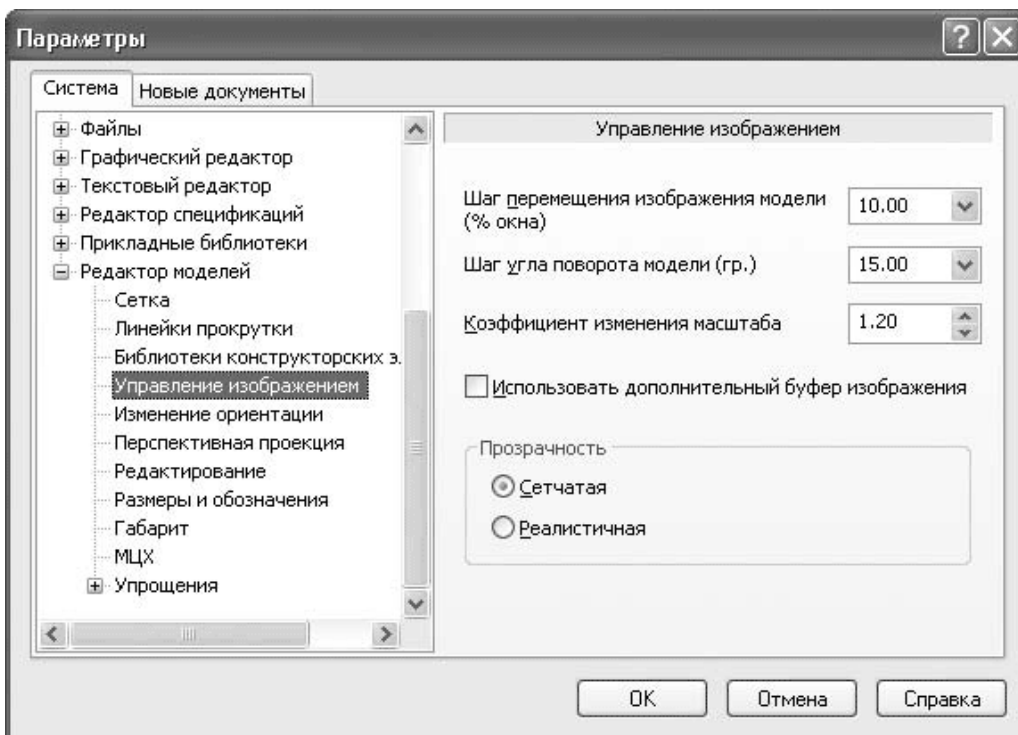 Параметры
Система
Новые документы
Файлы
Графический редактор
Текстовый редактор
Редактор спецификаций
Прикладные библиотеки
Редактор моделей
Сетка
Линейки прокрутки
Библиотеки конструкторских э.
Управление изображением
Изменение ориентации
Перспективная проекция
Редактирование
Размеры и обозначения
Габарит
МЦХ
Упрощения
Управление изображением
Шаг перемещения изображения модели
(% окна)
10.00
Шаг угла поворота модели (гр.)
15.00
Коэффициент изменения масштаба
1.20
Использовать дополнительный буфер изображения
Прозрачность
Сетчатая
Реалистичная
OK
Отмена
Справка